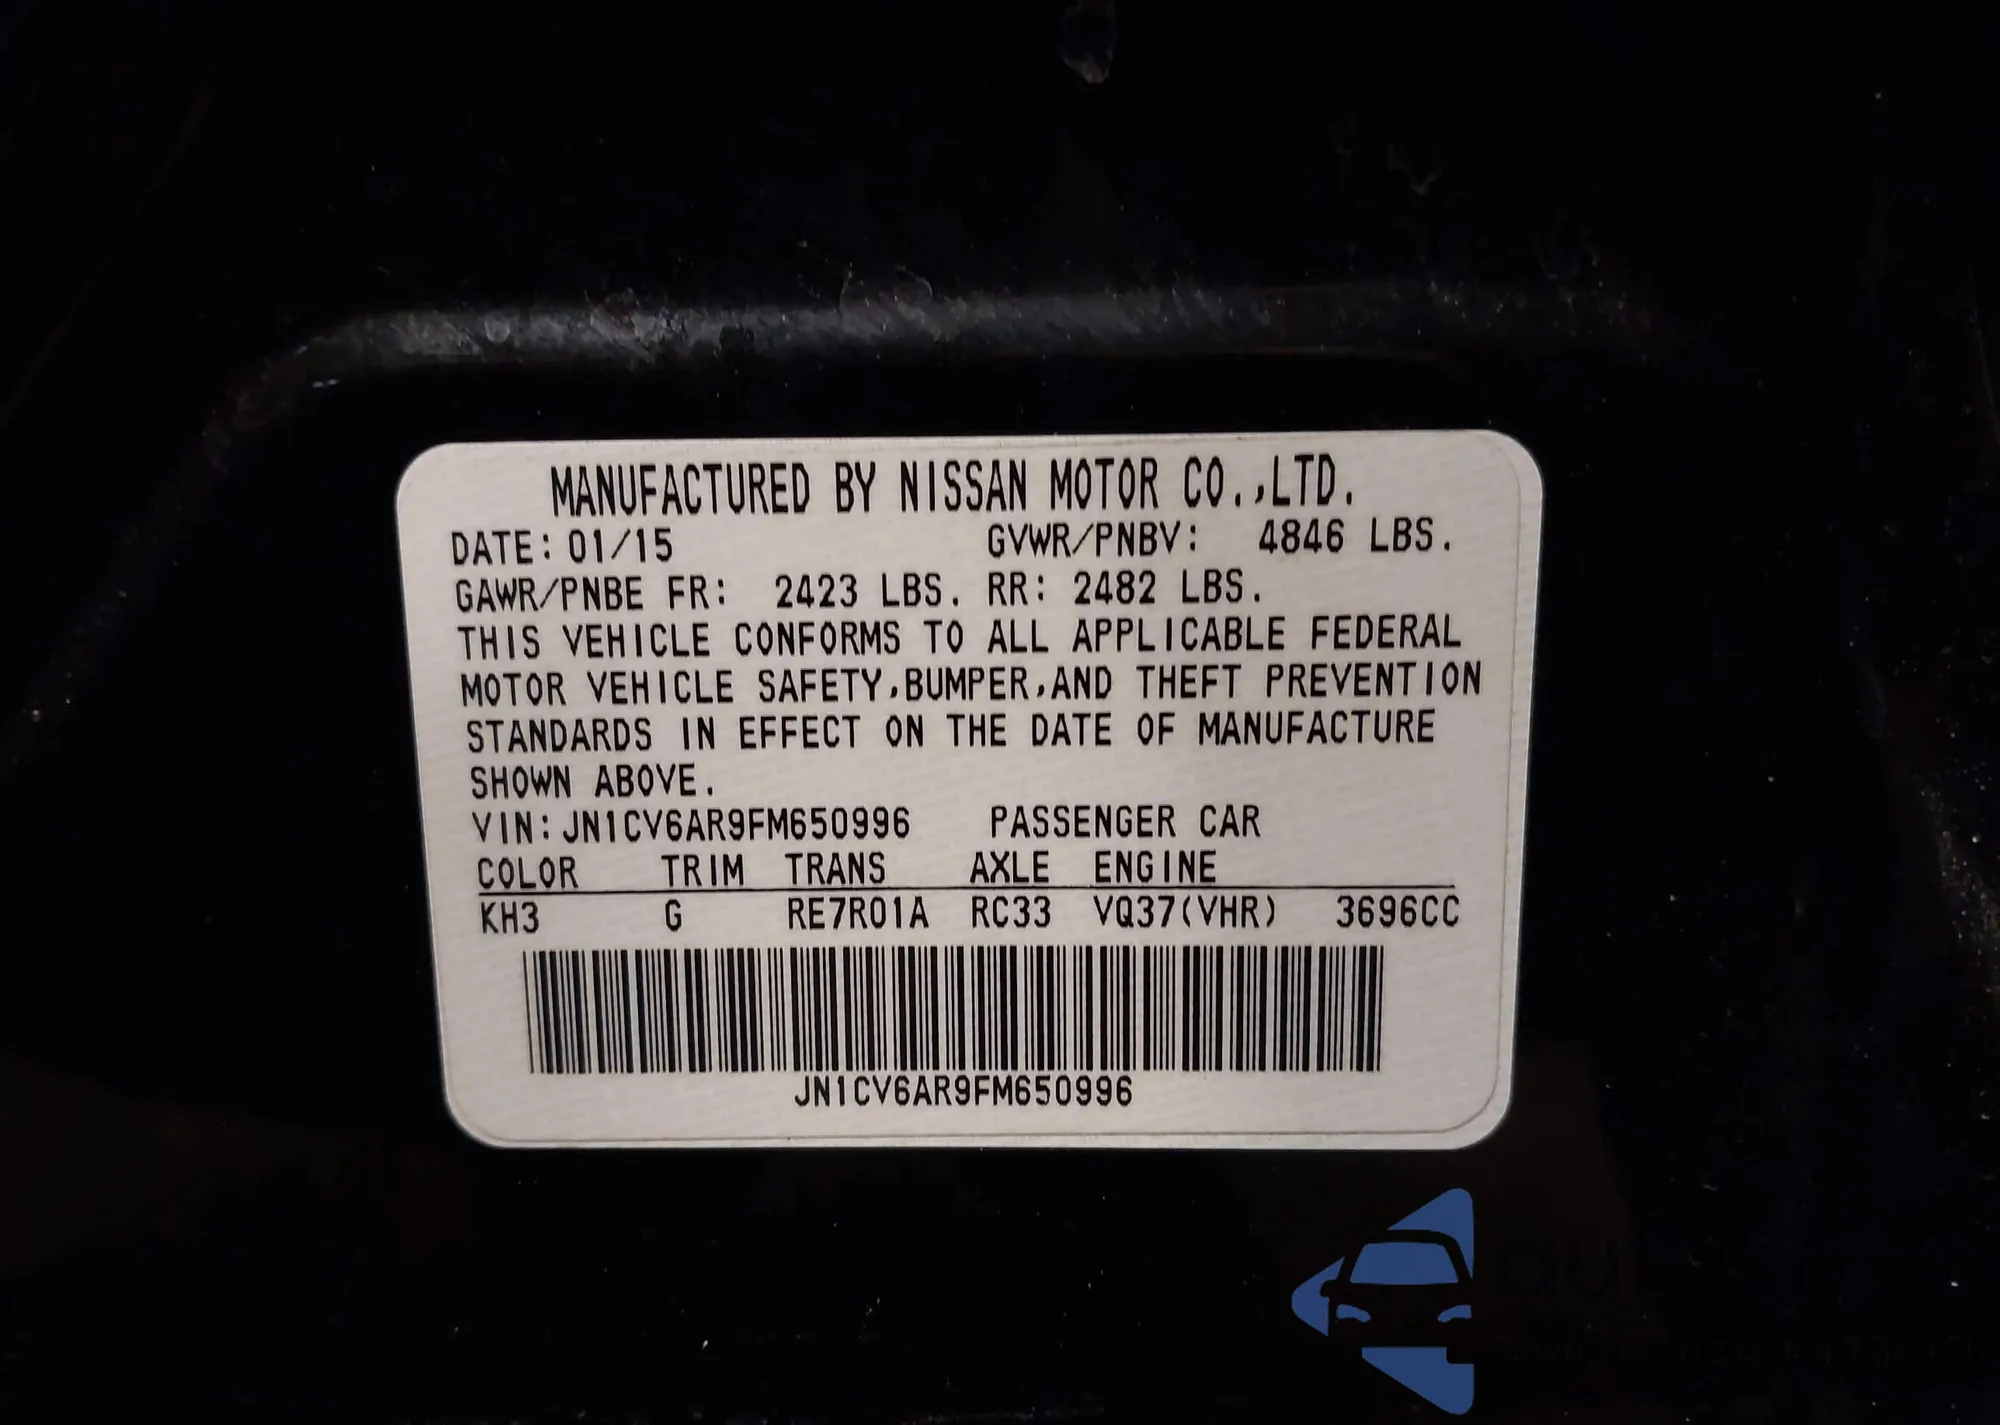 MANUFACTURED BY NISSAN MOTOR CO.,LTD.
DATE: 01/15 GVWR/PNBV: 4846 LBS.
GAWR/PNBE FR: 2423 LBS. RR: 2482 LBS.
THIS VEHICLE CONFORMS TO ALL APPLICABLE FEDERAL
MOTOR VEHICLE SAFETY,BUMPER,AND THEFT PREVENTION
STANDARDS IN EFFECT ON THE DATE OF MANUFACTURE
SHOWN ABOVE.
VIN: JN1CV6AR9FM650996 PASSENGER CAR
COLOR TRIM TRANS AXLE ENGINE
KH3 G RE7R01A RC33 VQ37(VHR) 3696CC
JN1CV6AR9FM650996